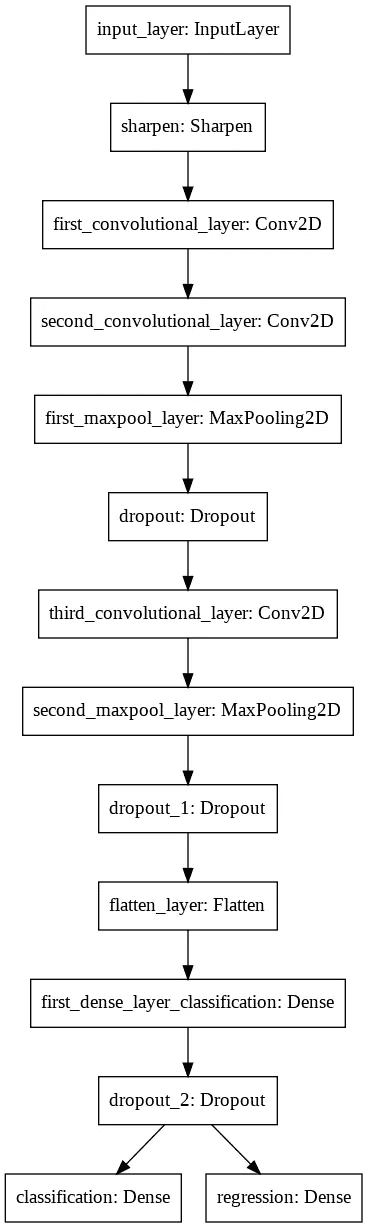 input_layer: InputLayer
sharpen: Sharpen
first_convolutional_layer: Conv2D
second_convolutional_layer: Conv2D
first_maxpool_layer: MaxPooling2D
dropout: Dropout
third_convolutional_layer: Conv2D
second_maxpool_layer: MaxPooling2D
dropout_1: Dropout
flatten_layer: Flatten
first_dense_layer_classification: Dense
dropout_2: Dropout
classification: Dense
regression: Dense